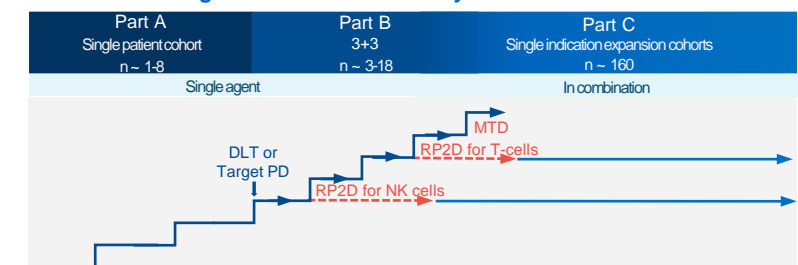 Part A
Single patient cohort
n ~ 1-8
Part B
3+3
n ~ 3-18
Part C
Single indication expansion cohorts
n ~ 160
Single agent
In combination
MTD
RP2D for T-cells
DLT or
Target PD
RP2D for NK cells